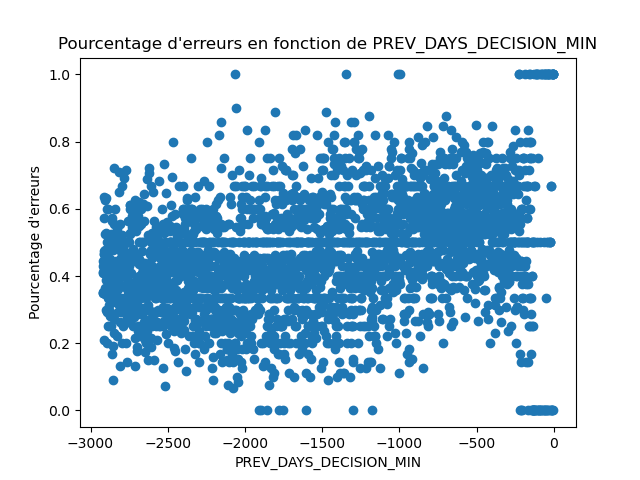 Pourcentage d'erreurs en fonction de PREV_DAYS_DECISION_MIN
1.0
0.8
0.6
0.4
0.2
0.0
Pourcentage d'erreurs
−3000 −2500 −2000 −1500 −1000 −500 0
PREV_DAYS_DECISION_MIN